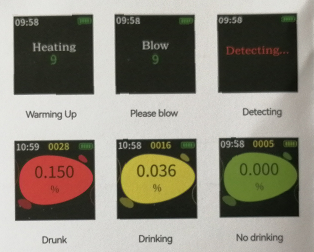 09:58
Heating
9
Warming Up
09:58
Blow
9
Please blow
09:58
Detecting...
Detecting
10:59 0028
0.150
%
Drunk
10:58 0016
0.036
%
Drinking
09:58 0005
0.000
%
No drinking